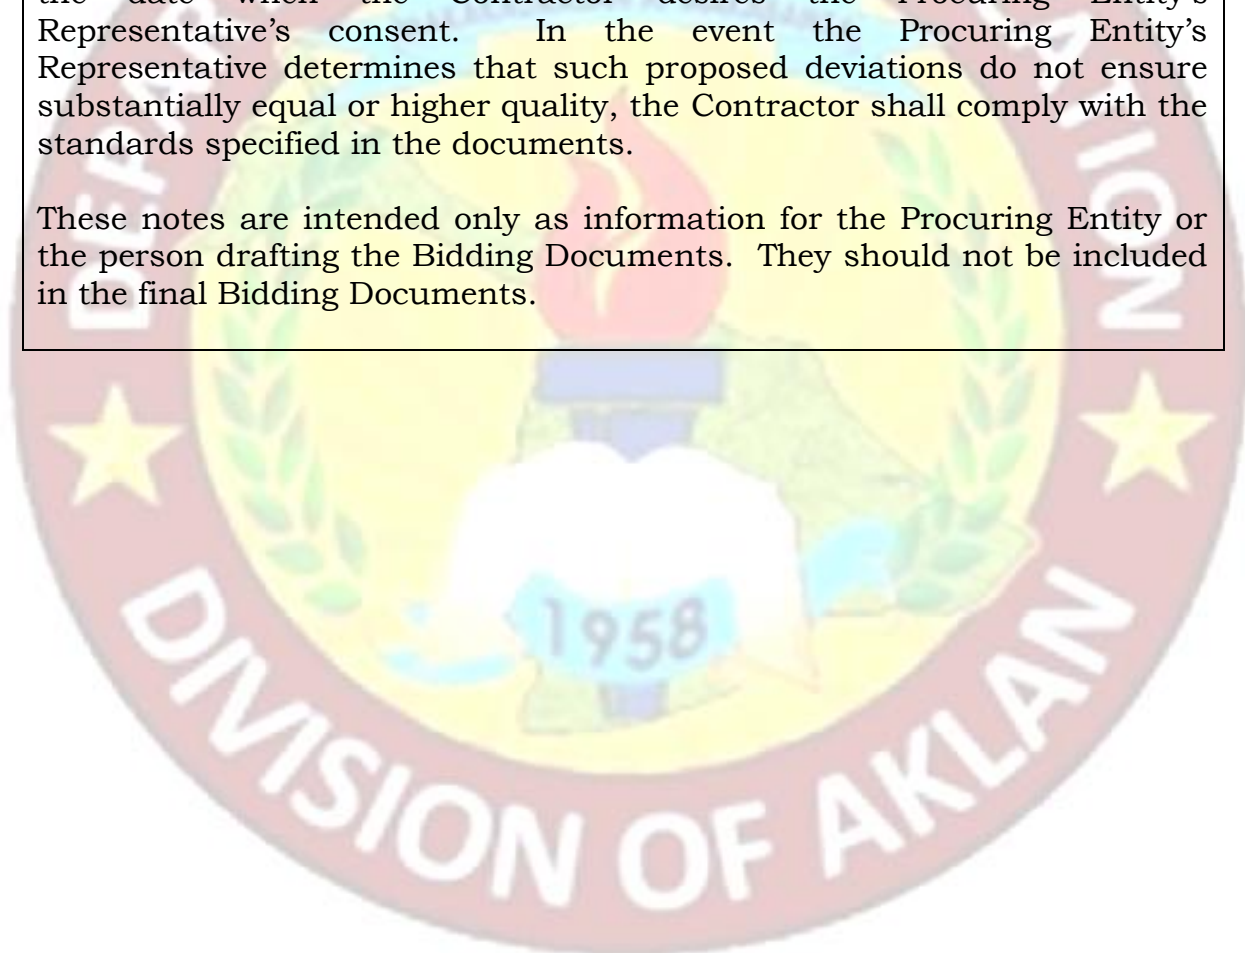 the date when the Contractor desires the Procuring Entity's
Representative's consent. In the event the Procuring Entity's
Representative determines that such proposed deviations do not ensure
substantially equal or higher quality, the Contractor shall comply with the
standards specified in the documents.
These notes are intended only as information for the Procuring Entity or
the person drafting the Bidding Documents. They should not be included
in the final Bidding Documents.
1958
DIVISION OF AKLAN